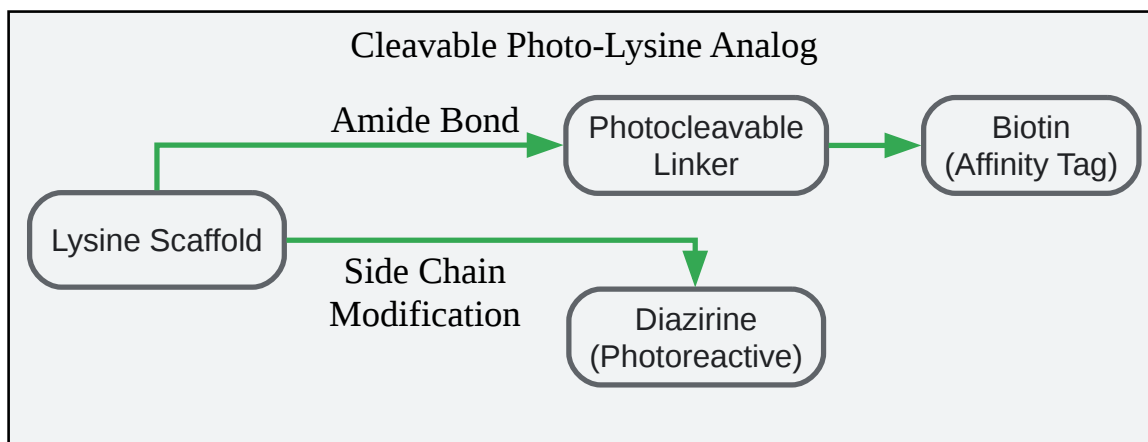 Cleavable Photo-Lysine Analog
Amide Bond
Photocleavable
Linker
Biotin
(Affinity Tag)
Lysine Scaffold
Side Chain
Modification
Diazirine
(Photoreactive)